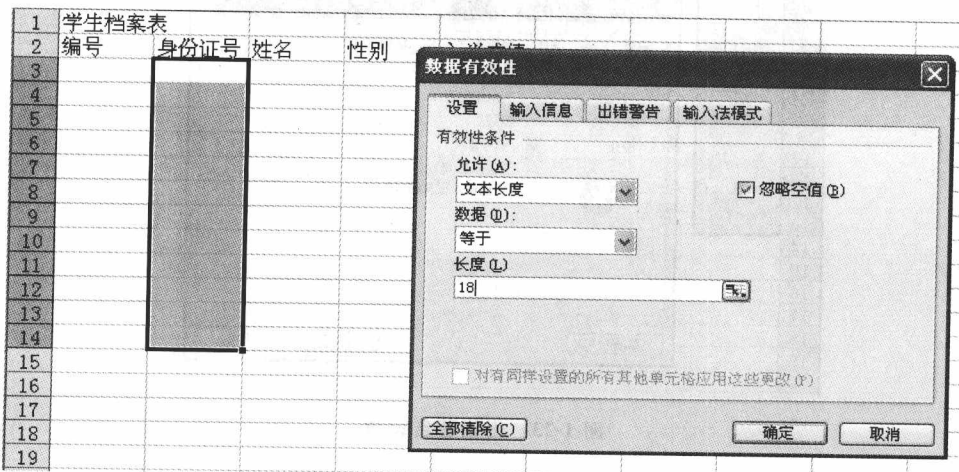 1 学生档案表
2 编号 身份证号 姓名 性别
3
4
5
6
7
8
9
10
11
12
13
14
15
16
17
18
19
数据有效性
设置 输入信息 出错警告 输入法模式
有效性条件
允许(A):
文本长度
忽略空值(B)
数据(D):
等于
长度(L)
18
对有同样设置的所有其他单元格应用这些更改(P)
全部清除(C) 确定 取消